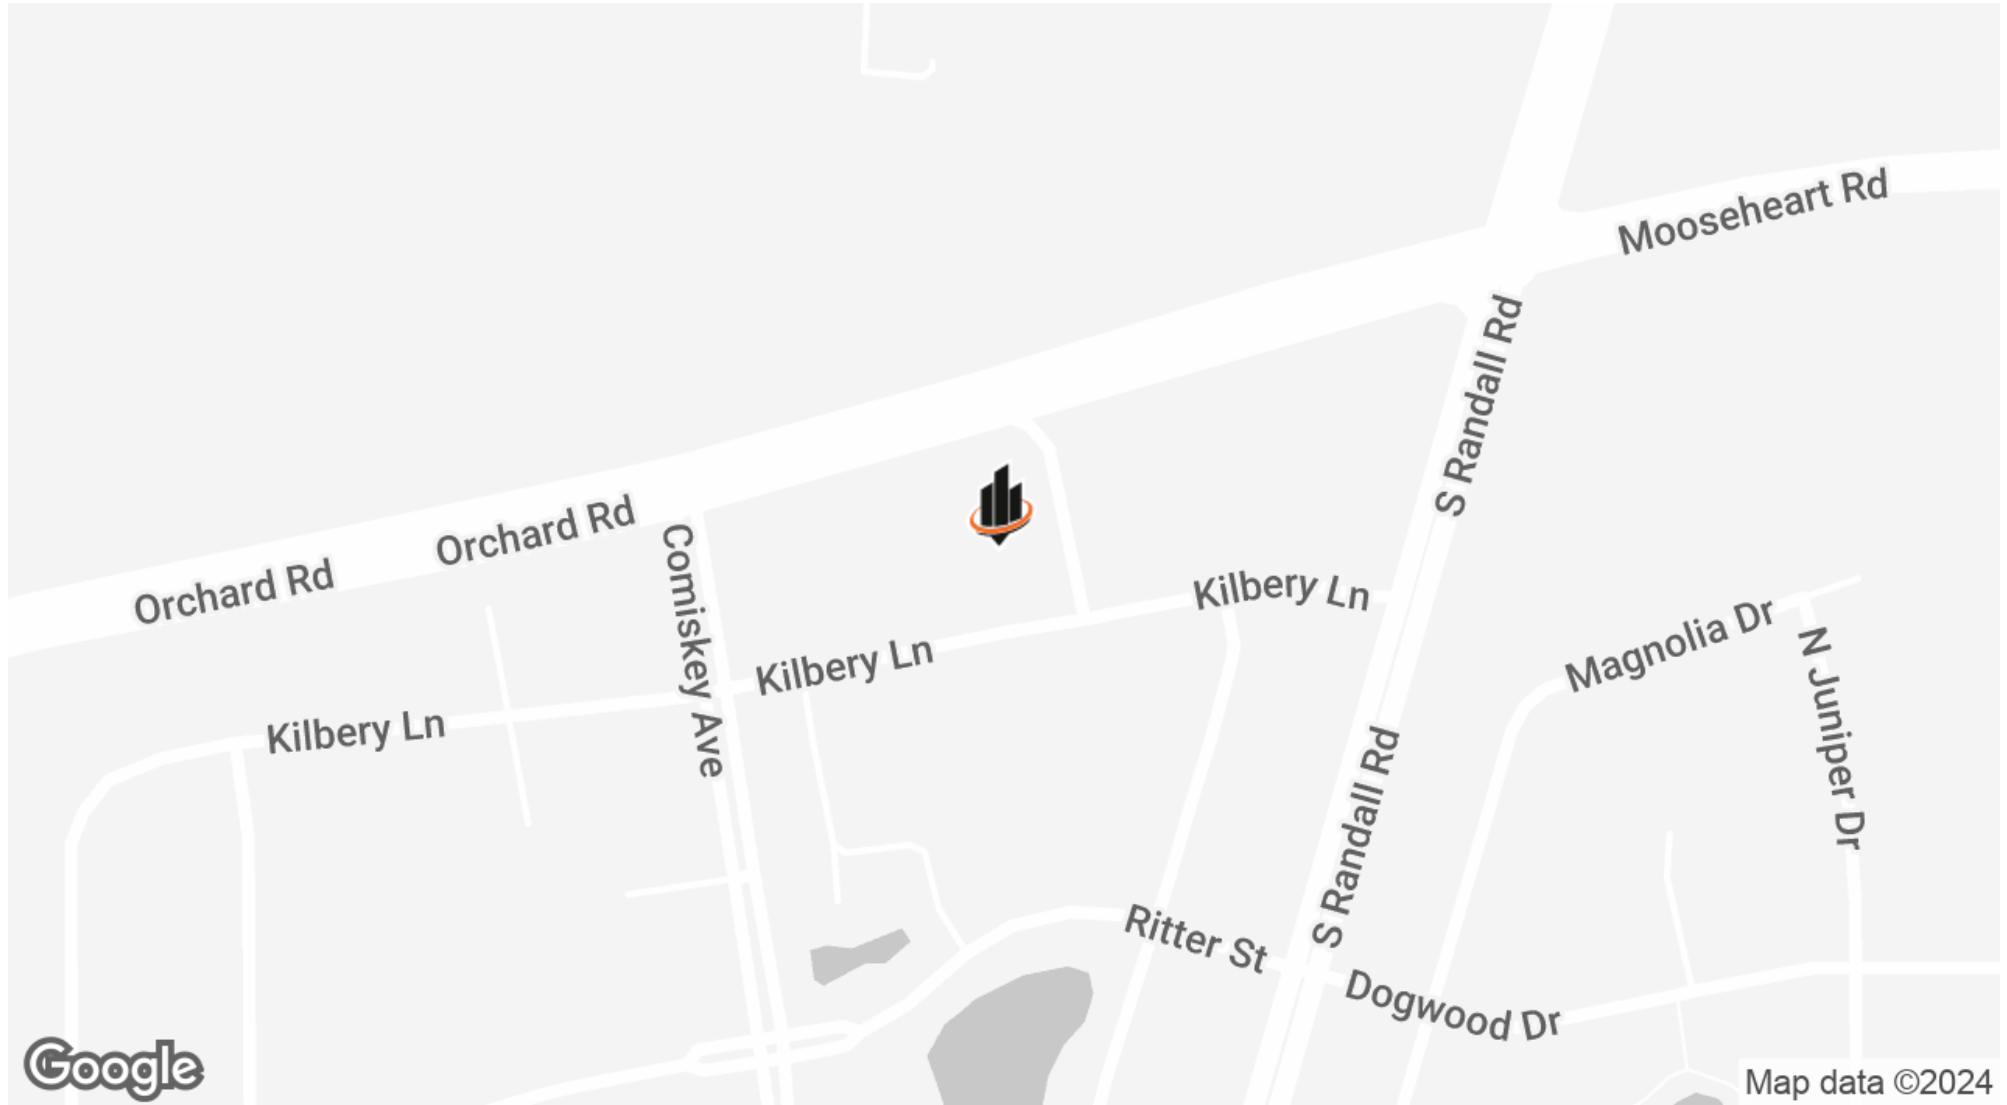 Mooseheart Rd
S Randall Rd
Orchard Rd
Orchard Rd
Comiskey Ave
Kilbery Ln
Kilbery Ln
Kilbery Ln
Magnolia Dr
N Juniper Dr
S Randall Rd
Ritter St
Dogwood Dr
Google
Map data ©2024